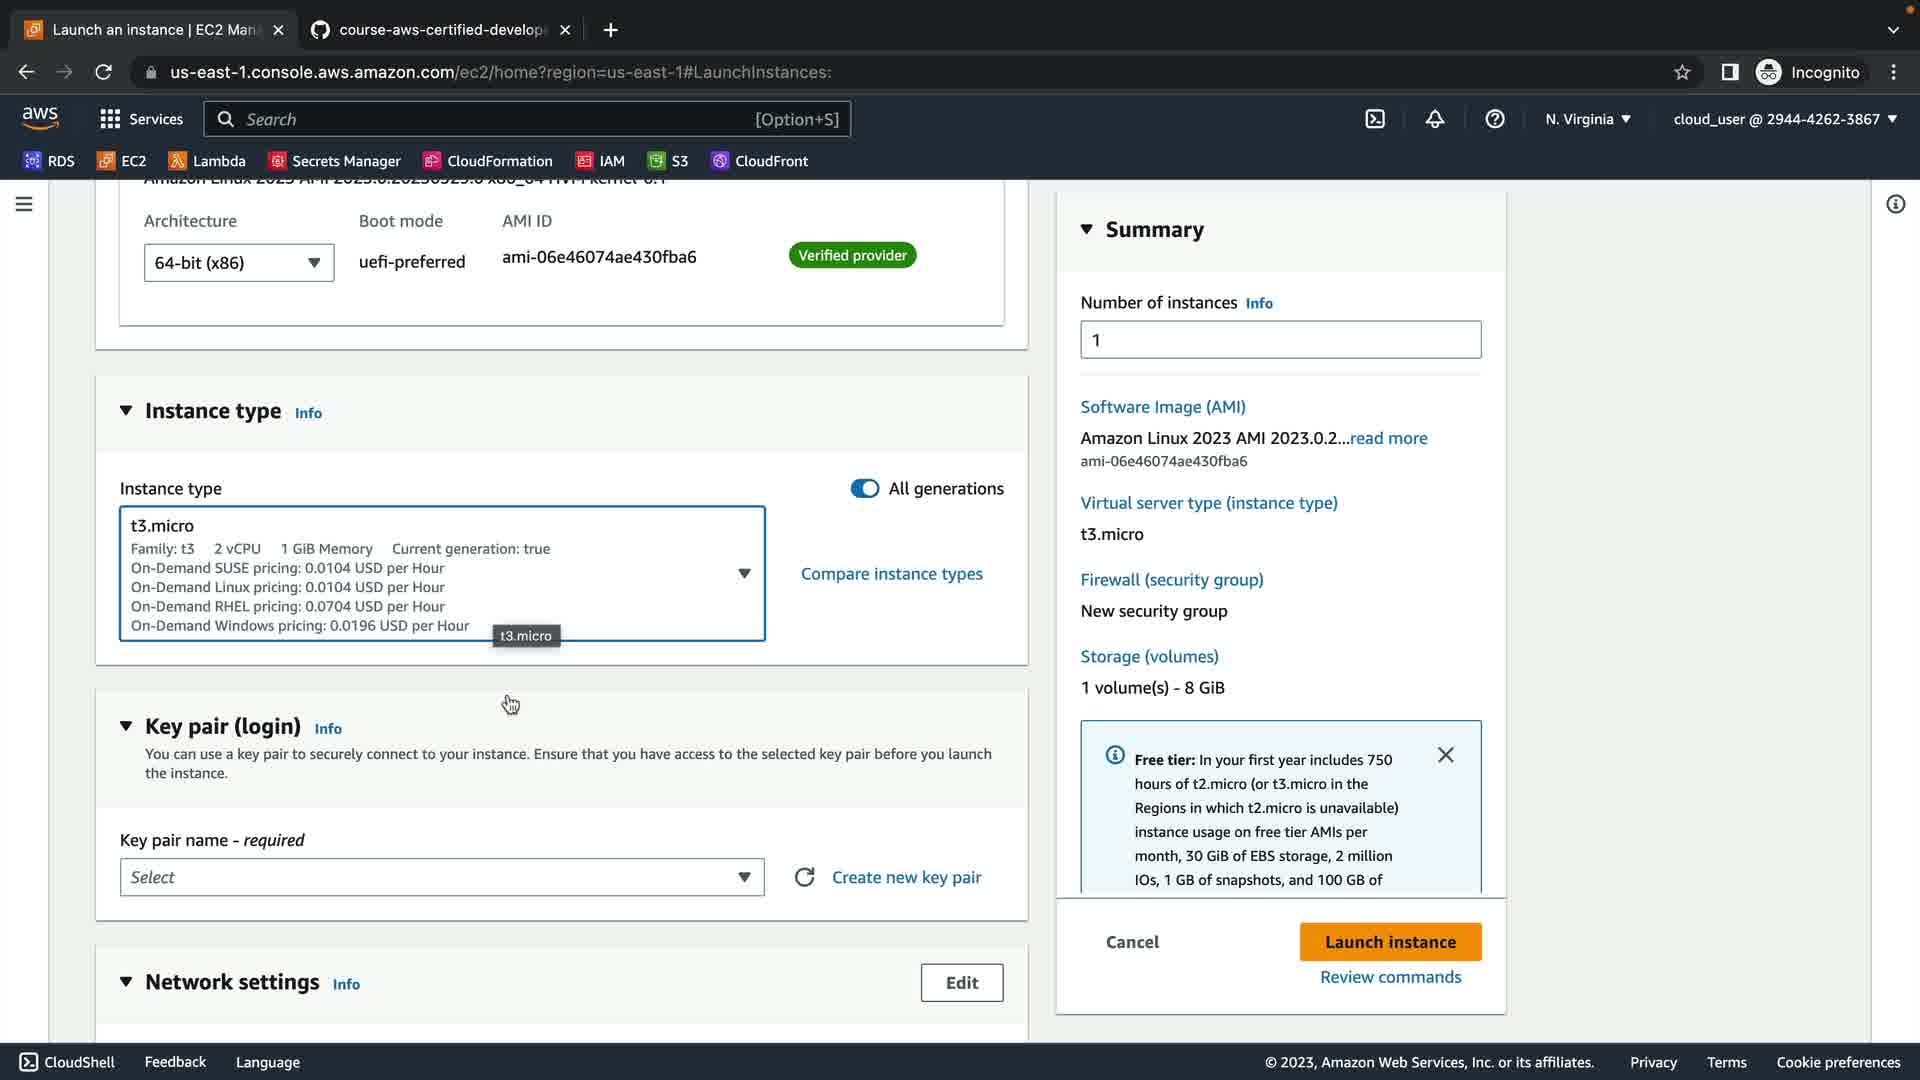 Launch an instance | EC2 Man
course-aws-certified-develop
us-east-1.console.aws.amazon.com/ec2/home?region=us-east-1#LaunchInstances:
Incognito
aws
Services
Search
[Option+S]
N. Virginia
cloud_user @ 2944-4262-3867
RDS
EC2
Lambda
Secrets Manager
CloudFormation
IAM
S3
CloudFront
Architecture
Boot mode
AMI ID
64-bit (x86)
uefi-preferred
ami-06e46074ae430fba6
Verified provider
Instance type Info
Instance type
All generations
t3.micro
Family: t3 2 vCPU 1 GiB Memory Current generation: true
On-Demand SUSE pricing: 0.0104 USD per Hour
On-Demand Linux pricing: 0.0104 USD per Hour
On-Demand RHEL pricing: 0.0704 USD per Hour
On-Demand Windows pricing: 0.0196 USD per Hour
t3.micro
Compare instance types
Key pair (login) Info
You can use a key pair to securely connect to your instance. Ensure that you have access to the selected key pair before you launch
the instance.
Key pair name - required
Select
Create new key pair
Network settings Info
Edit
Summary
Number of instances Info
1
Software Image (AMI)
Amazon Linux 2023 AMI 2023.0.2...read more
ami-06e46074ae430fba6
Virtual server type (instance type)
t3.micro
Firewall (security group)
New security group
Storage (volumes)
1 volume(s) - 8 GiB
Free tier: In your first year includes 750
hours of t2.micro (or t3.micro in the
Regions in which t2.micro is unavailable)
instance usage on free tier AMIs per
month, 30 GiB of EBS storage, 2 million
IOs, 1 GB of snapshots, and 100 GB of
Cancel
Launch instance
Review commands
CloudShell
Feedback
Language
© 2023, Amazon Web Services, Inc. or its affiliates.
Privacy
Terms
Cookie preferences